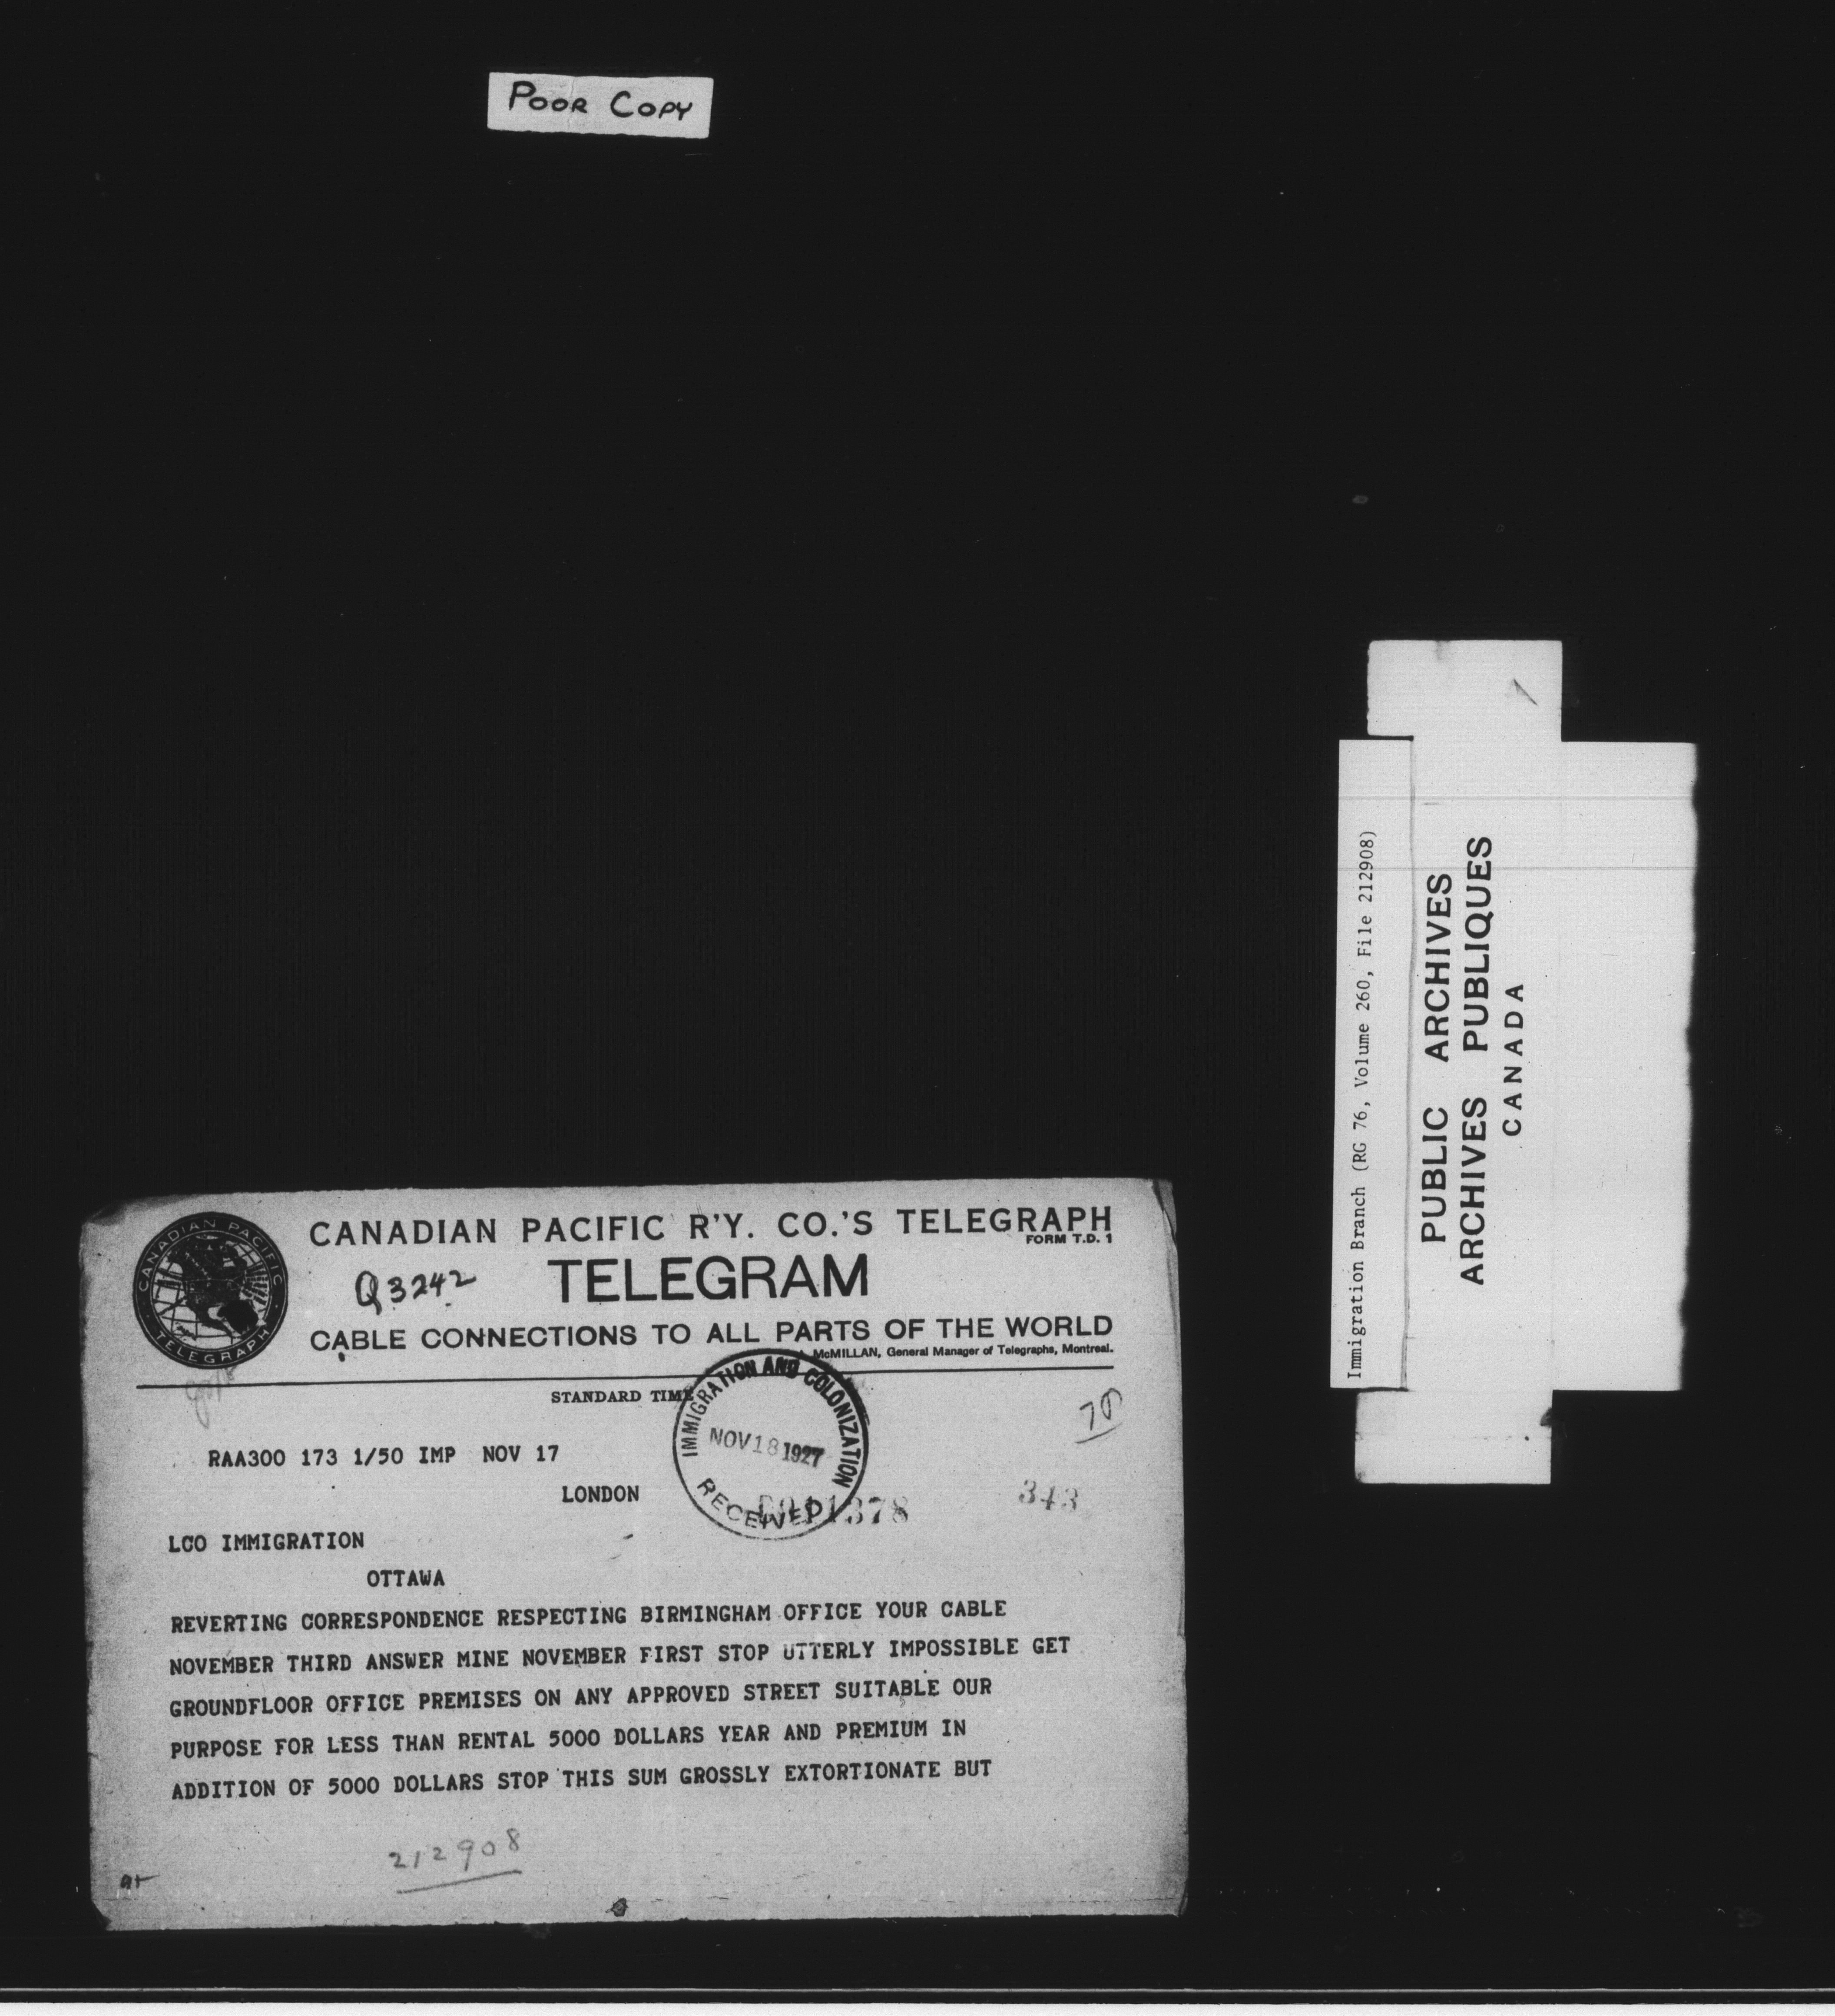 POOR COPY
CANADIAN PACIFIC R'Y. CO.'S TELEGRAPH
FORM T.D. 1
CANADIAN PACIFIC
TELEGRAPH
Q3242
TELEGRAM
CABLE CONNECTIONS TO ALL PARTS OF THE WORLD
McMILLAN, General Manager of Telegraphs, Montreal.
STANDARD TIME
IMMIGRATION AND COLONIZATION
NOV 18 1927
RECEIVED
RAA300 173 1/50 IMP NOV 17
LONDON
1378
343
LCO IMMIGRATION
OTTAWA
REVERTING CORRESPONDENCE RESPECTING BIRMINGHAM OFFICE YOUR CABLE
NOVEMBER THIRD ANSWER MINE NOVEMBER FIRST STOP UTTERLY IMPOSSIBLE GET
GROUNDFLOOR OFFICE PREMISES ON ANY APPROVED STREET SUITABLE OUR
PURPOSE FOR LESS THAN RENTAL 5000 DOLLARS YEAR AND PREMIUM IN
ADDITION OF 5000 DOLLARS STOP THIS SUM GROSSLY EXTORTIONATE BUT
212908
Immigration Branch (RG 76, Volume 260, File 212908)
PUBLIC ARCHIVES
ARCHIVES PUBLIQUES
CANADA